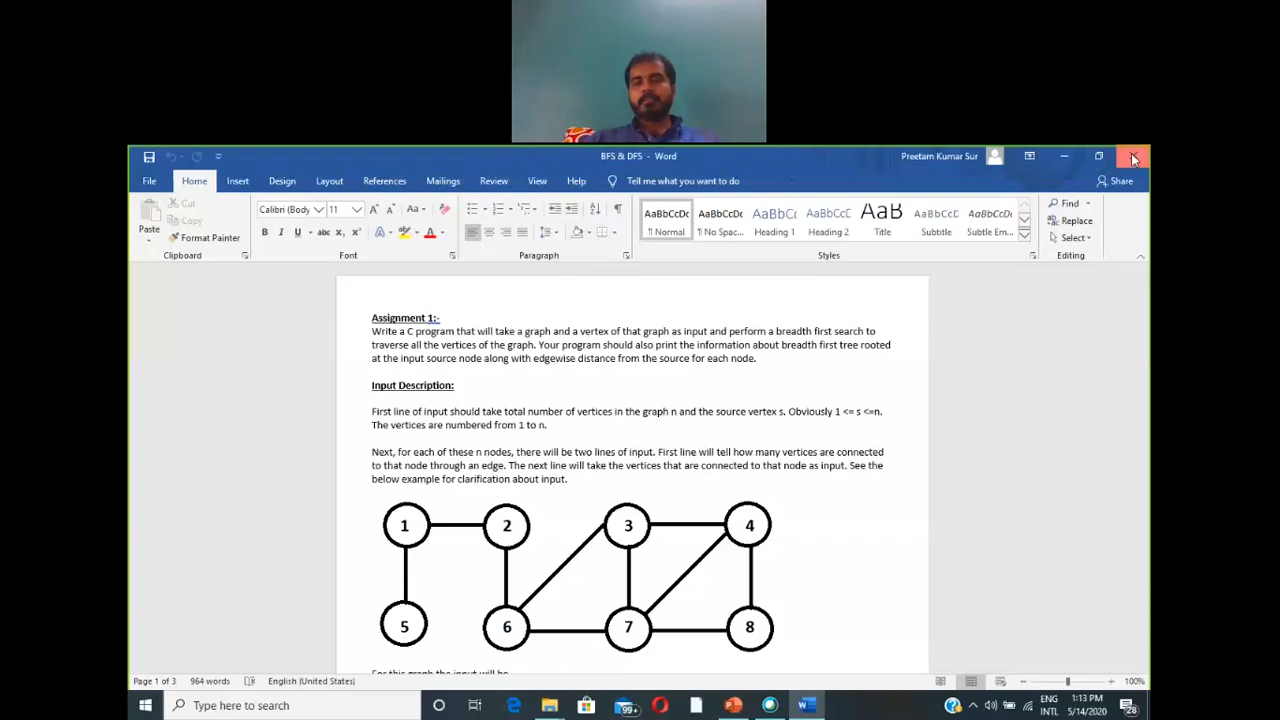 BFS & DFS - Word
Preetam Kumar Sur
File Home Insert Design Layout References Mailings Review View Help Tell me what you want to do Share
Paste
Cut
Copy
Format Painter
Clipboard
Calibri (Body 11
Font
Paragraph
AaBbCcDc AaBbCcDc AaBbCc AaBbCcE AaB AaBbCcD AaBbCcDc
¶ Normal ¶ No Spac... Heading 1 Heading 2 Title Subtitle Subtle Em...
Styles
Find
Replace
Select
Editing
Assignment 1:-
Write a C program that will take a graph and a vertex of that graph as input and perform a breadth first search to
traverse all the vertices of the graph. Your program should also print the information about breadth first tree rooted
at the input source node along with edgewise distance from the source for each node.
Input Description:
First line of input should take total number of vertices in the graph n and the source vertex s. Obviously 1 <= s <=n.
The vertices are numbered from 1 to n.
Next, for each of these n nodes, there will be two lines of input. First line will tell how many vertices are connected
to that node through an edge. The next line will take the vertices that are connected to that node as input. See the
below example for clarification about input.
1 2 3 4
5 6 7 8
For this graph the input will be
Page 1 of 3 964 words English (United States) 100%
Type here to search
99+
ENG
INTL
1:13 PM
5/14/2020
28